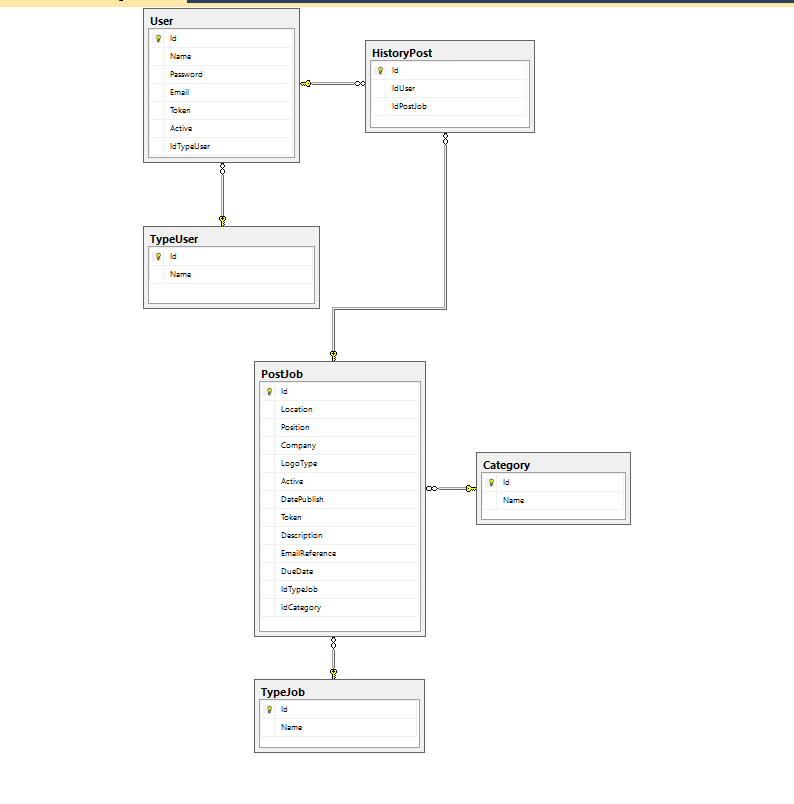 User
Id
Name
Password
Email
Token
Active
IdTypeUser
HistoryPost
Id
IdUser
IdPostJob
TypeUser
Id
Name
PostJob
Id
Location
Position
Company
LogoType
Active
DatePublish
Token
Description
EmailReference
DueDate
IdTypeJob
idCategory
Category
Id
Name
TypeJob
Id
Name